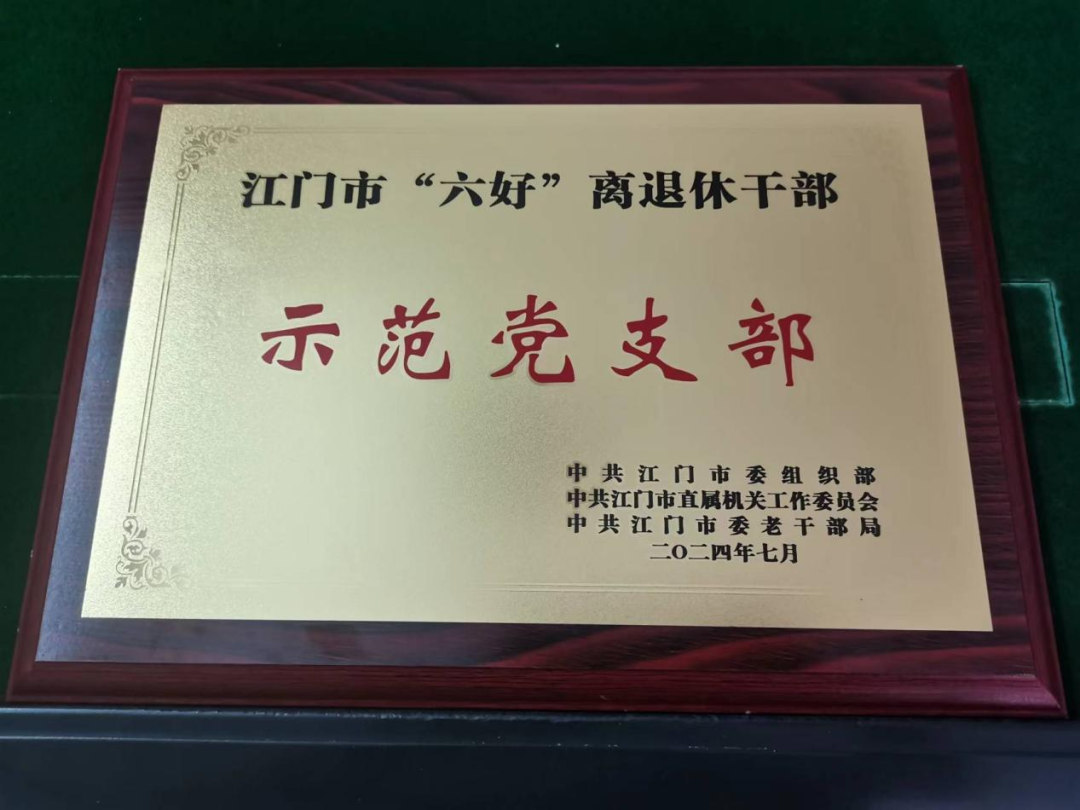 江门市“六好”离退休干部
示范党支部
中共江门市委组织部
中共江门市直属机关工作委员会
中共江门市委老干部局
二〇二四年七月